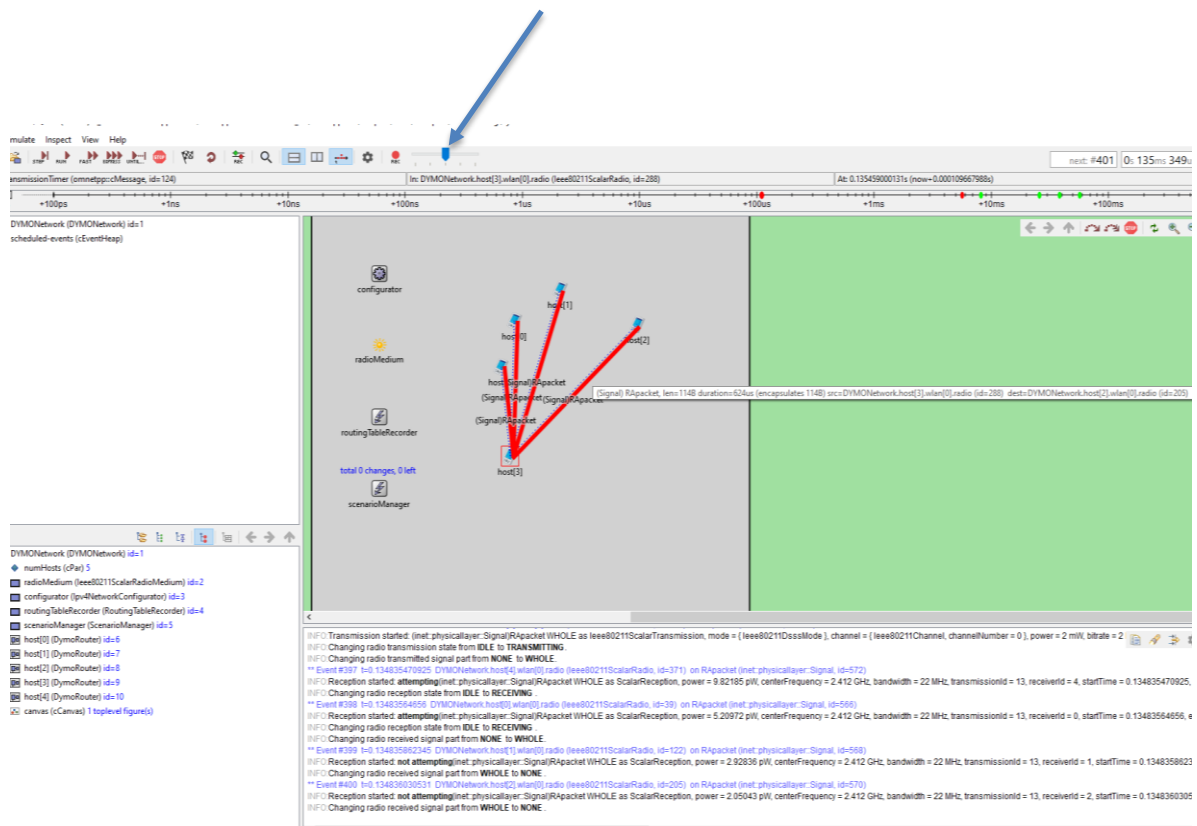 mulate Inspect View Help
STEP RUN FAST EXPRESS UNTIL... STOP REC REC next: #401 0s 135ms 349u
ansmissionTimer (omnetpp::cMessage, id=124) In: DYMONetwork.host[3].wlan[0].radio (Ieee80211ScalarRadio, id=288) At: 0.135459000131s (now+0.000109667988s)
+100ps +1ns +10ns +100ns +1us +10us +100us +1ms +10ms +100ms
DYMONetwork (DYMONetwork) id=1
scheduled-events (cEventHeap)
STOP
configurator
host[1]
host[0]
host[2]
radioMedium
host (Signal)RApacket
(Signal)RApacket (Signal)RApacket
(Signal) RApacket, len=114B duration=624us (encapsulates 114B) src=DYMONetwork.host[3].wlan[0].radio (id=288) dest=DYMONetwork.host[2].wlan[0].radio (id=205)
(Signal)RApacket
routingTableRecorder
total 0 changes, 0 left
host[3]
scenarioManager
DYMONetwork (DYMONetwork) id=1
numHosts (cPar) 5
radioMedium (Ieee80211ScalarRadioMedium) id=2
configurator (Ipv4NetworkConfigurator) id=3
routingTableRecorder (RoutingTableRecorder) id=4
scenarioManager (ScenarioManager) id=5
host[0] (DymoRouter) id=6
host[1] (DymoRouter) id=7
host[2] (DymoRouter) id=8
host[3] (DymoRouter) id=9
host[4] (DymoRouter) id=10
canvas (cCanvas) 1 toplevel figure(s)
INFO: Transmission started: (inet::physicallayer::Signal)RApacket WHOLE as Ieee80211ScalarTransmission, mode = { Ieee80211DsssMode }, channel = { Ieee80211Channel, channelNumber = 0 }, power = 2 mW, bitrate = 2
INFO: Changing radio transmission state from IDLE to TRANSMITTING.
INFO: Changing radio transmitted signal part from NONE to WHOLE.
** Event #397 t=0.134835470925 DYMONetwork.host[4].wlan[0].radio (Ieee80211ScalarRadio, id=371) on RApacket (inet::physicallayer::Signal, id=572)
INFO: Reception started: attempting(inet::physicallayer::Signal)RApacket WHOLE as ScalarReception, power = 9.82185 pW, centerFrequency = 2.412 GHz, bandwidth = 22 MHz, transmissionId = 13, receiverId = 4, startTime = 0.134835470925,
INFO: Changing radio reception state from IDLE to RECEIVING .
** Event #398 t=0.13483564656 DYMONetwork.host[0].wlan[0].radio (Ieee80211ScalarRadio, id=39) on RApacket (inet::physicallayer::Signal, id=566)
INFO: Reception started: attempting(inet::physicallayer::Signal)RApacket WHOLE as ScalarReception, power = 5.20972 pW, centerFrequency = 2.412 GHz, bandwidth = 22 MHz, transmissionId = 13, receiverId = 0, startTime = 0.13483564656, e
INFO: Changing radio reception state from IDLE to RECEIVING .
INFO: Changing radio received signal part from NONE to WHOLE.
** Event #399 t=0.134835862345 DYMONetwork.host[1].wlan[0].radio (Ieee80211ScalarRadio, id=122) on RApacket (inet::physicallayer::Signal, id=568)
INFO: Reception started: not attempting(inet::physicallayer::Signal)RApacket WHOLE as ScalarReception, power = 2.92836 pW, centerFrequency = 2.412 GHz, bandwidth = 22 MHz, transmissionId = 13, receiverId = 1, startTime = 0.1348358623
INFO: Changing radio received signal part from WHOLE to NONE .
** Event #400 t=0.134836030531 DYMONetwork.host[2].wlan[0].radio (Ieee80211ScalarRadio, id=205) on RApacket (inet::physicallayer::Signal, id=570)
INFO: Reception started: not attempting(inet::physicallayer::Signal)RApacket WHOLE as ScalarReception, power = 2.05043 pW, centerFrequency = 2.412 GHz, bandwidth = 22 MHz, transmissionId = 13, receiverId = 2, startTime = 0.1348360305
INFO: Changing radio received signal part from WHOLE to NONE .